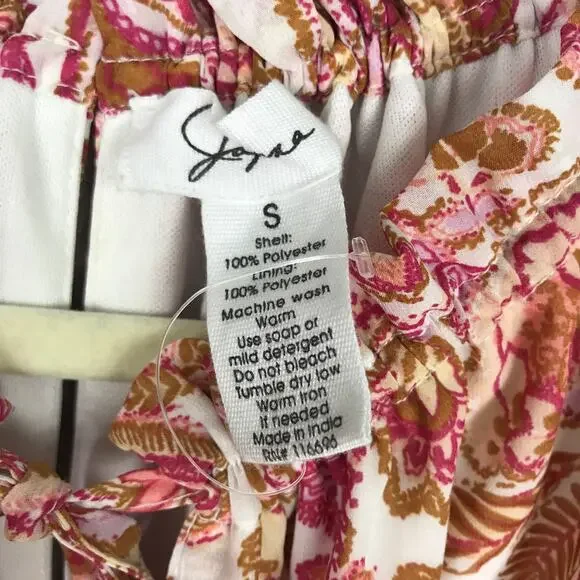 Jayne
S
Shell:
100% Polyester
Lining:
100% Polyester
Machine wash
Warm
Use soap or
mild detergent
Do not bleach
Tumble dry low
Warm Iron
if needed
Made in India
RN# 116696